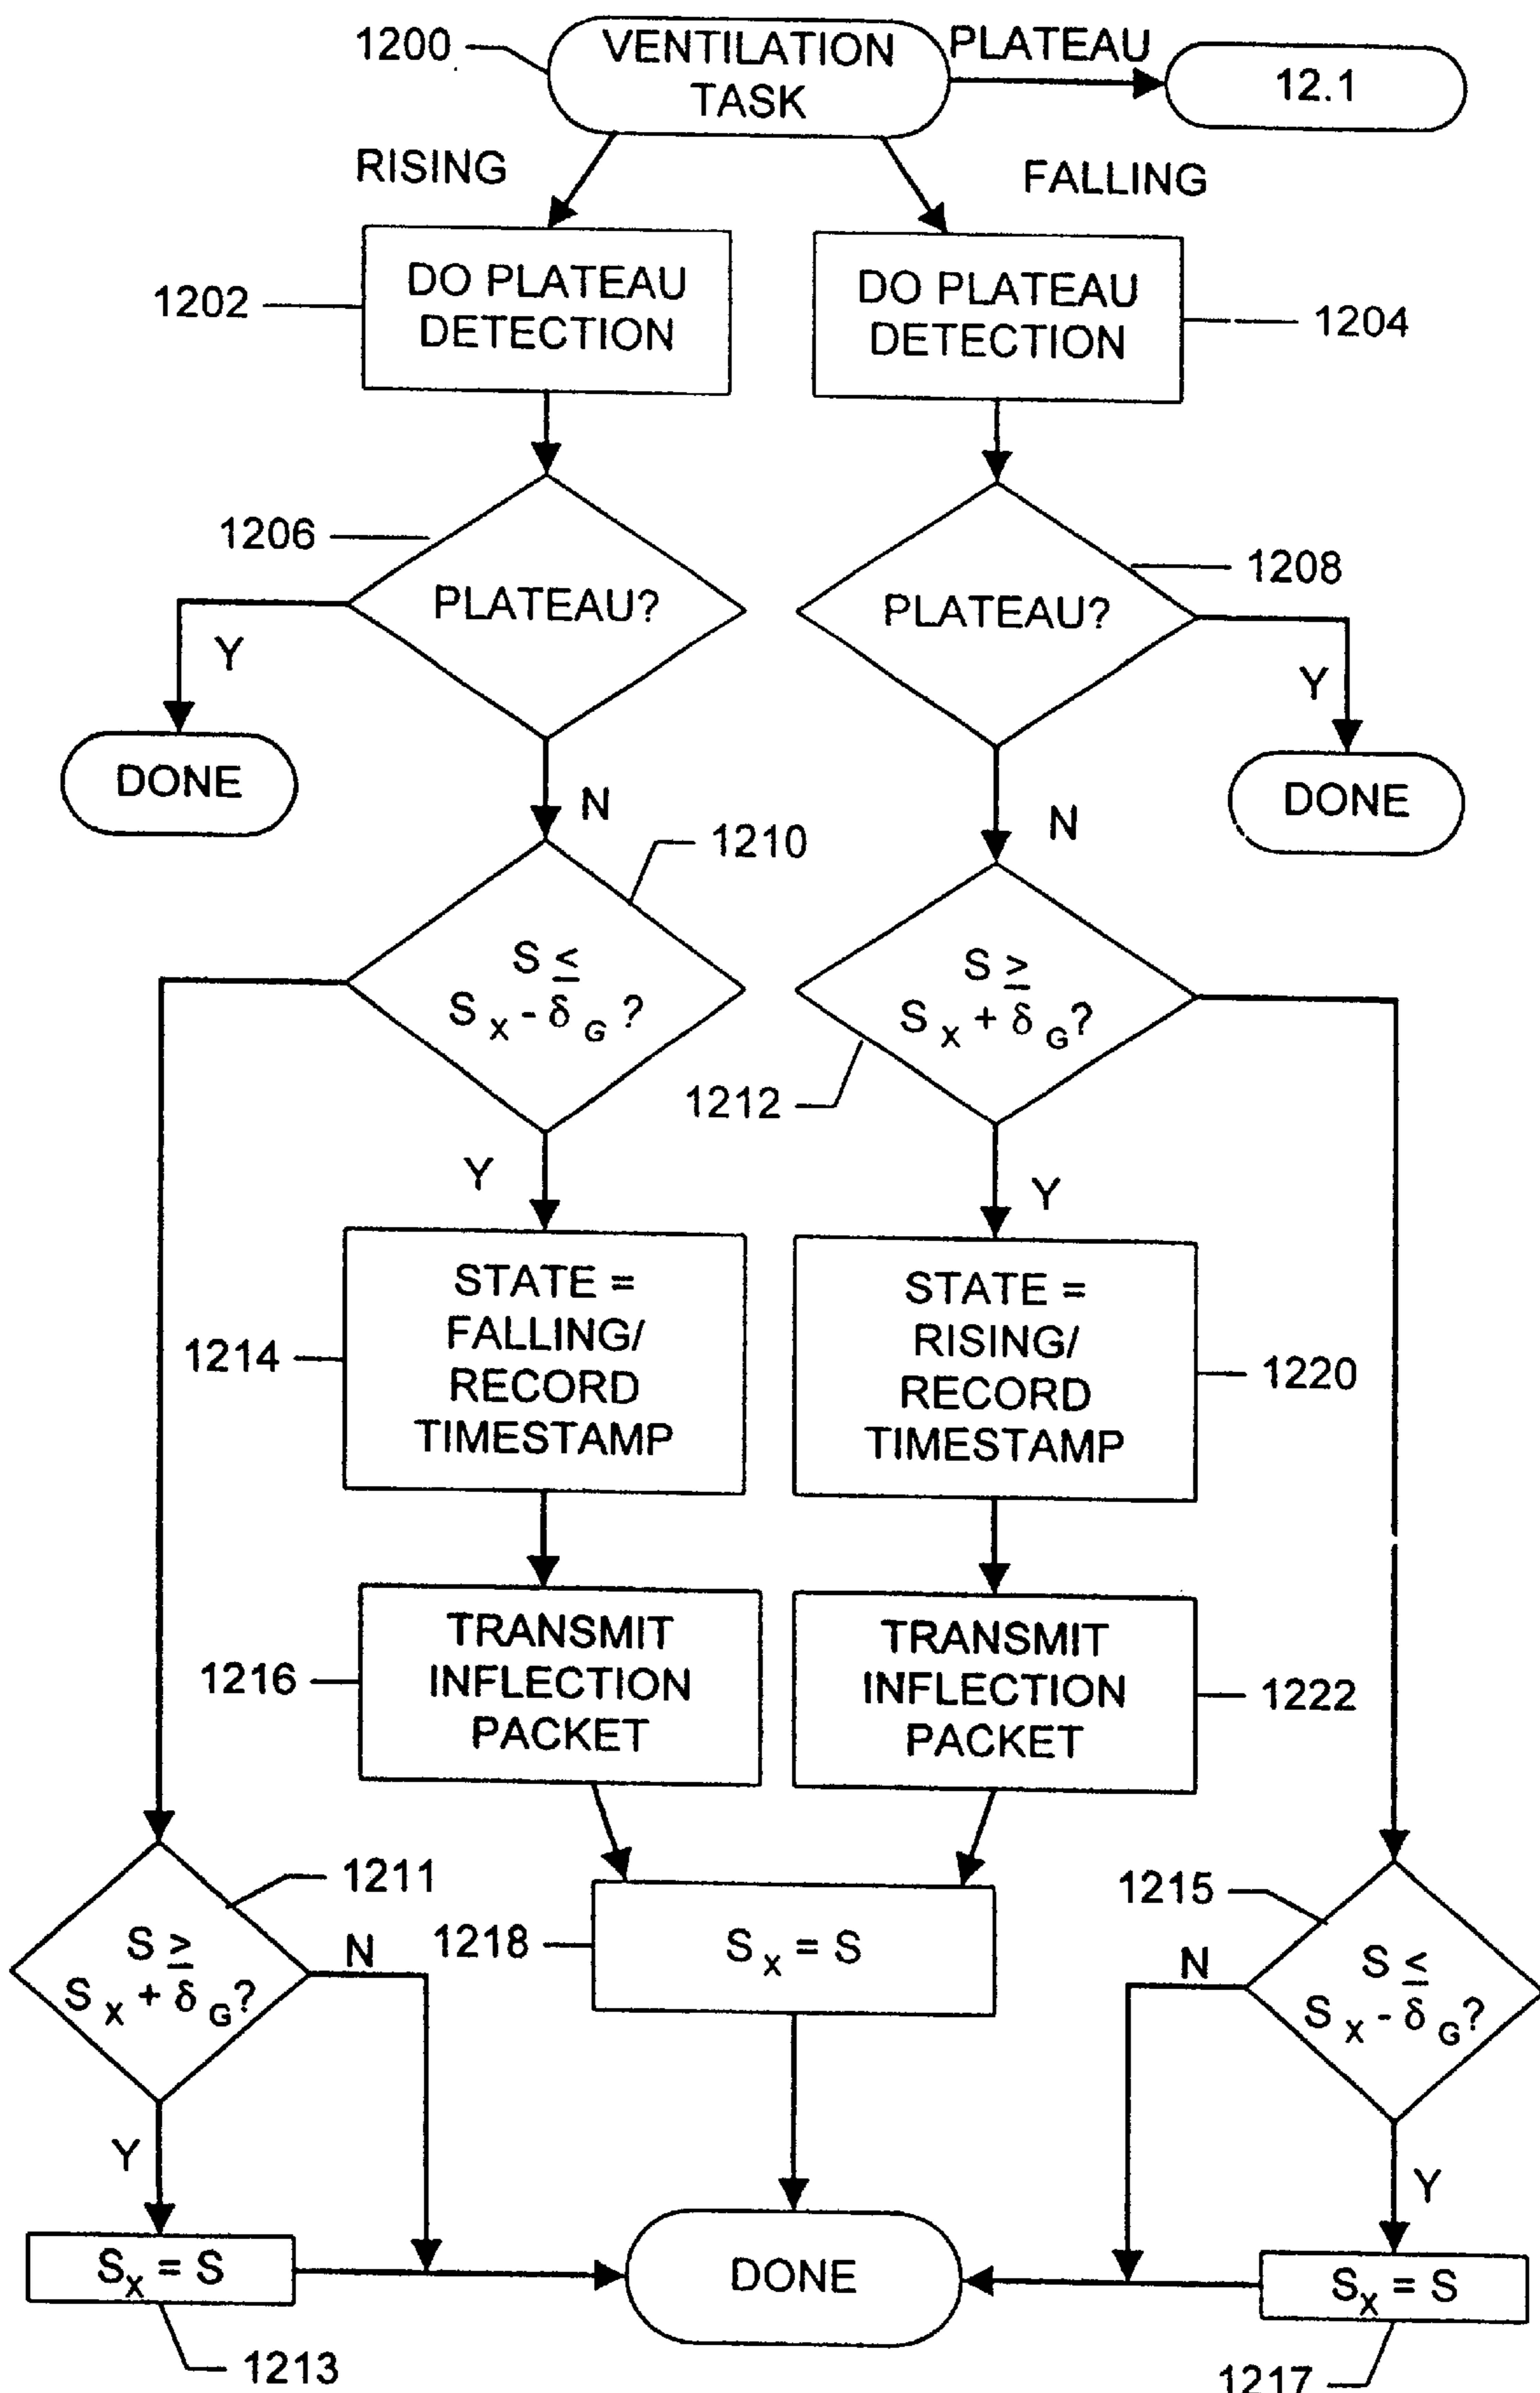 1200
VENTILATION
TASK
PLATEAU
12.1
RISING
FALLING
1202
DO PLATEAU
DETECTION
DO PLATEAU
DETECTION
1204
1206
PLATEAU?
Y
DONE
N
1208
PLATEAU?
Y
DONE
N
1210
S ≤
S X - δ G ?
S ≥
S X + δ G?
1212
Y
Y
1214
STATE =
FALLING/
RECORD
TIMESTAMP
STATE =
RISING/
RECORD
TIMESTAMP
1220
1216
TRANSMIT
INFLECTION
PACKET
TRANSMIT
INFLECTION
PACKET
1222
1211
S ≥
S X + δ G?
N
Y
1218
S X = S
1215
S ≤
S X - δ G?
N
Y
S X = S
1213
DONE
S X = S
1217